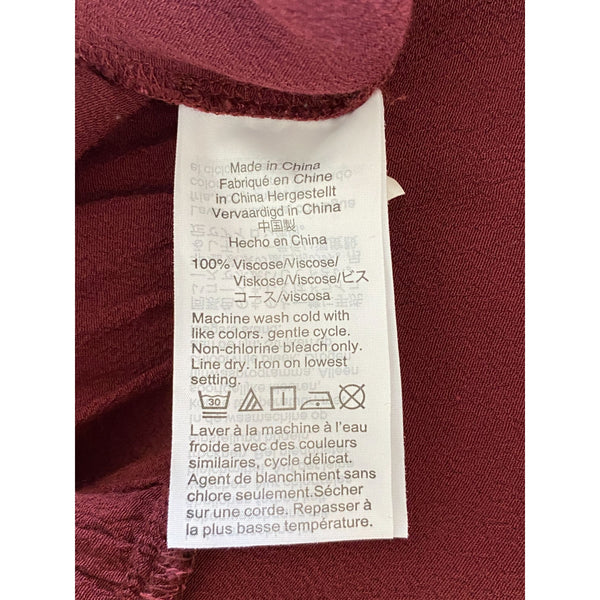 Made in China
Fabriqué en Chine
in China Hergestellt
Vervaardigd in China
中国製。
Hecho en China
100% Viscose/Viscose/
Viskose/Viscose/ビス
コース/viscosa
Machine wash cold with
like colors. gentle cycle.
Non-chlorine bleach only.
Line dry. Iron on lowest
setting.
30
Laver à la machine à l'eau
froide avec des couleurs
similaires, cycle délicat.
Agent de blanchiment sans
chlore seulement.Sécher
sur une corde. Repasser à
la plus basse température.